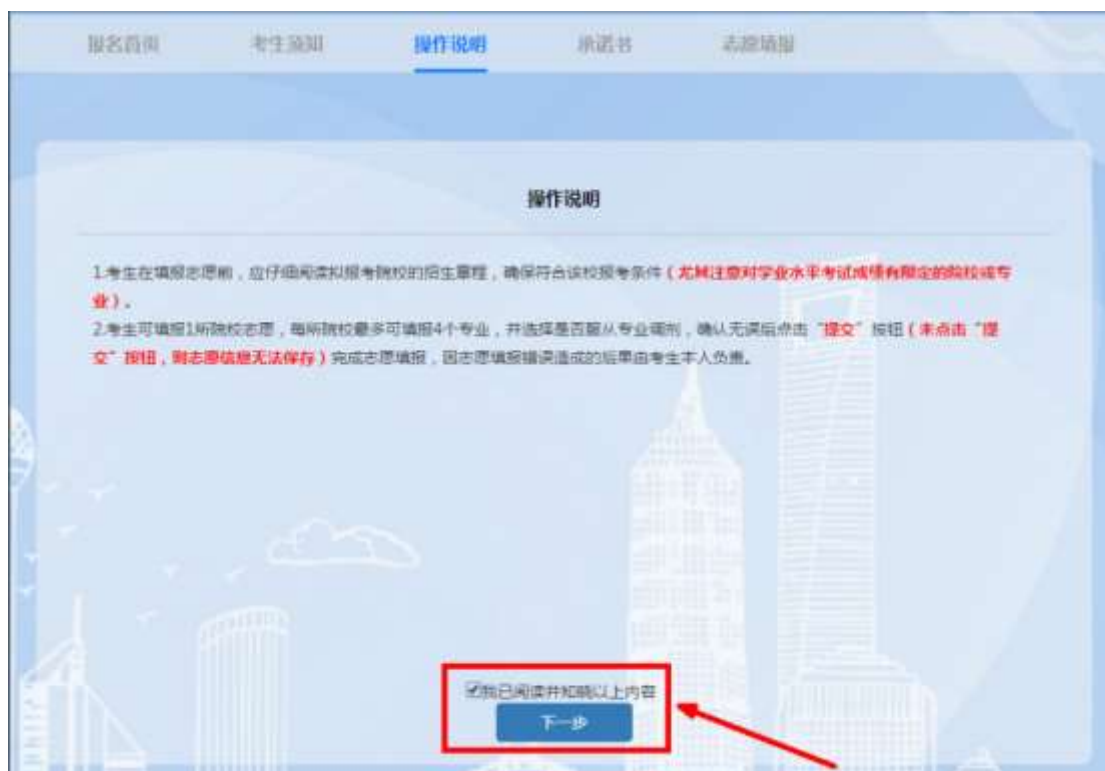 报名首页 考生须知 操作说明 承诺书 志愿填报
操作说明
1.考生在填报志愿前，应仔细阅读拟报考院校的招生章程，确保符合该校报考条件（尤其注意对学业水平考试成绩有限定的院校或专
业）。
2.考生可填报1所院校志愿，每所院校最多可填报4个专业，并选择是否服从专业调剂，确认无误后点击“提交”按钮（未点击“提
交”按钮，则志愿信息无法保存）完成志愿填报，因志愿填报错误造成的后果由考生本人负责。
我已阅读并知晓以上内容
下一步